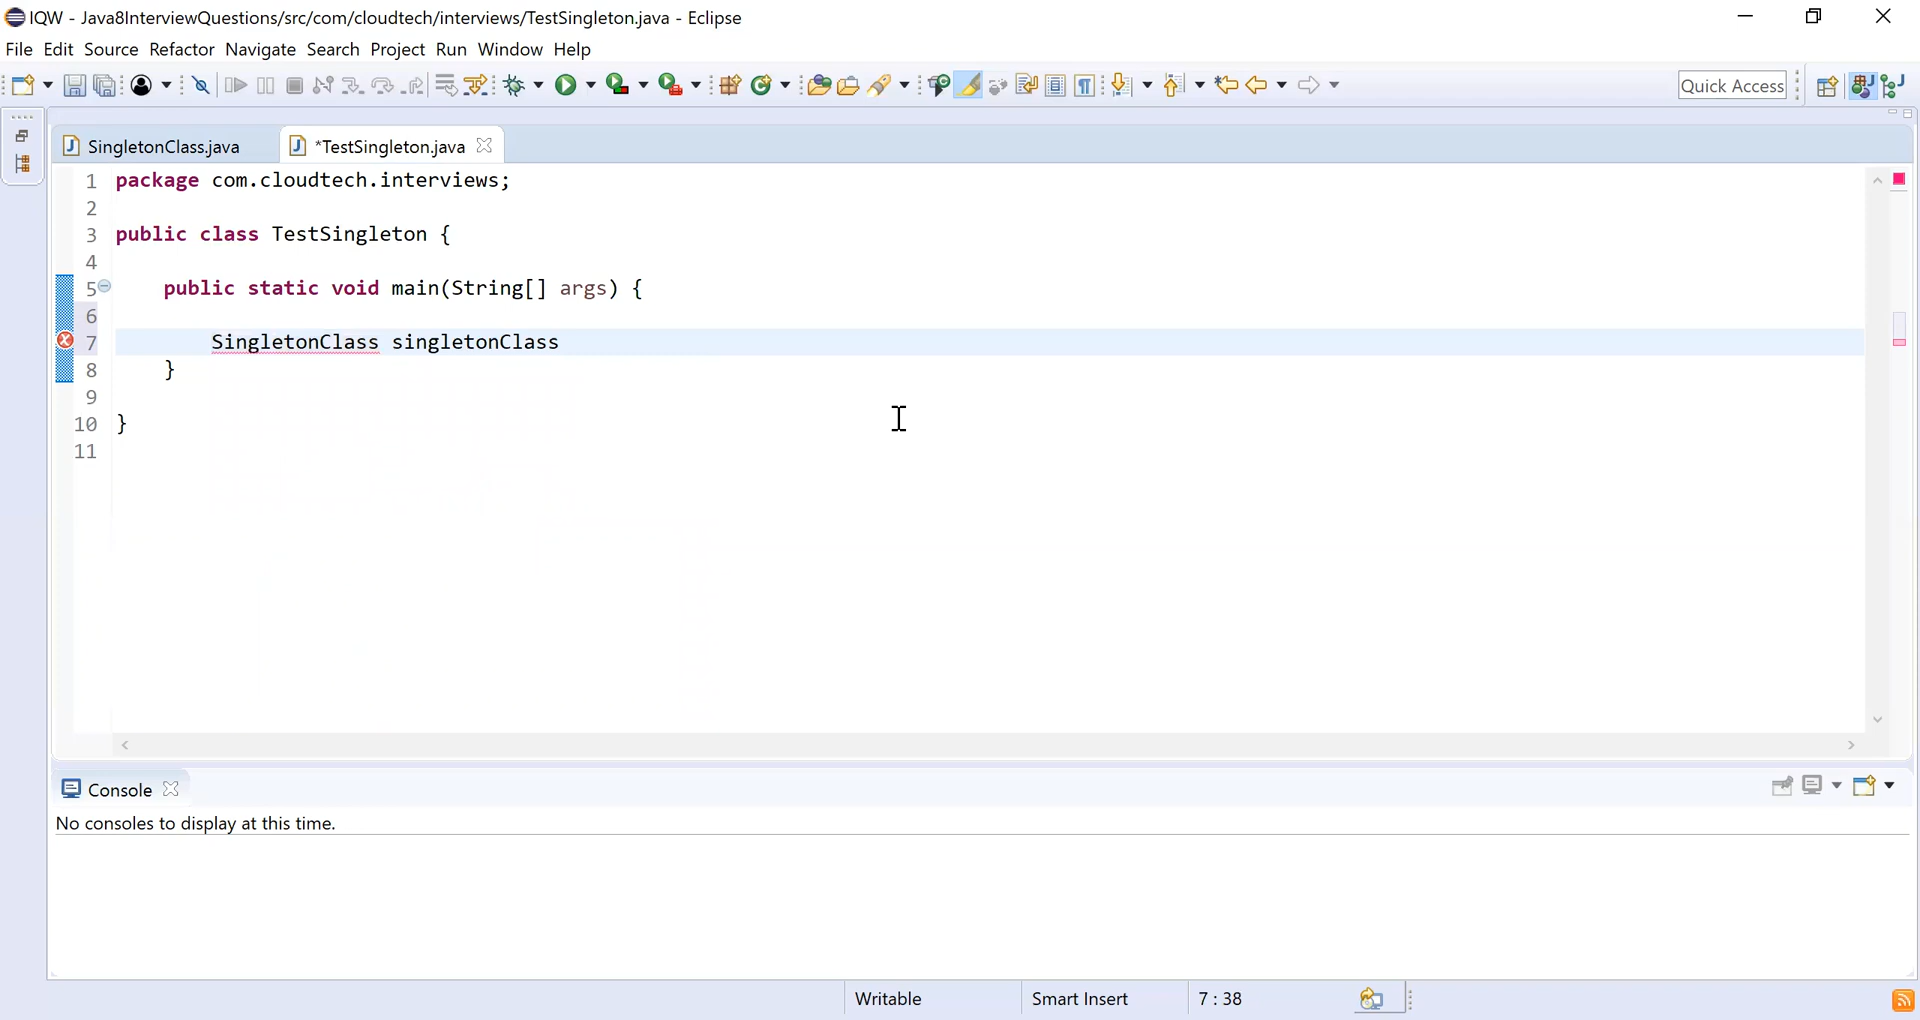 IQW - Java8InterviewQuestions/src/com/cloudtech/interviews/TestSingleton.java - Eclipse
File Edit Source Refactor Navigate Search Project Run Window Help
Quick Access
SingletonClass.java *TestSingleton.java
1 package com.cloudtech.interviews;
2
3 public class TestSingleton {
4
5 public static void main(String[] args) {
6
7 SingletonClass singletonClass
8 }
9
10 }
11
Console
No consoles to display at this time.
Writable Smart Insert 7 : 38